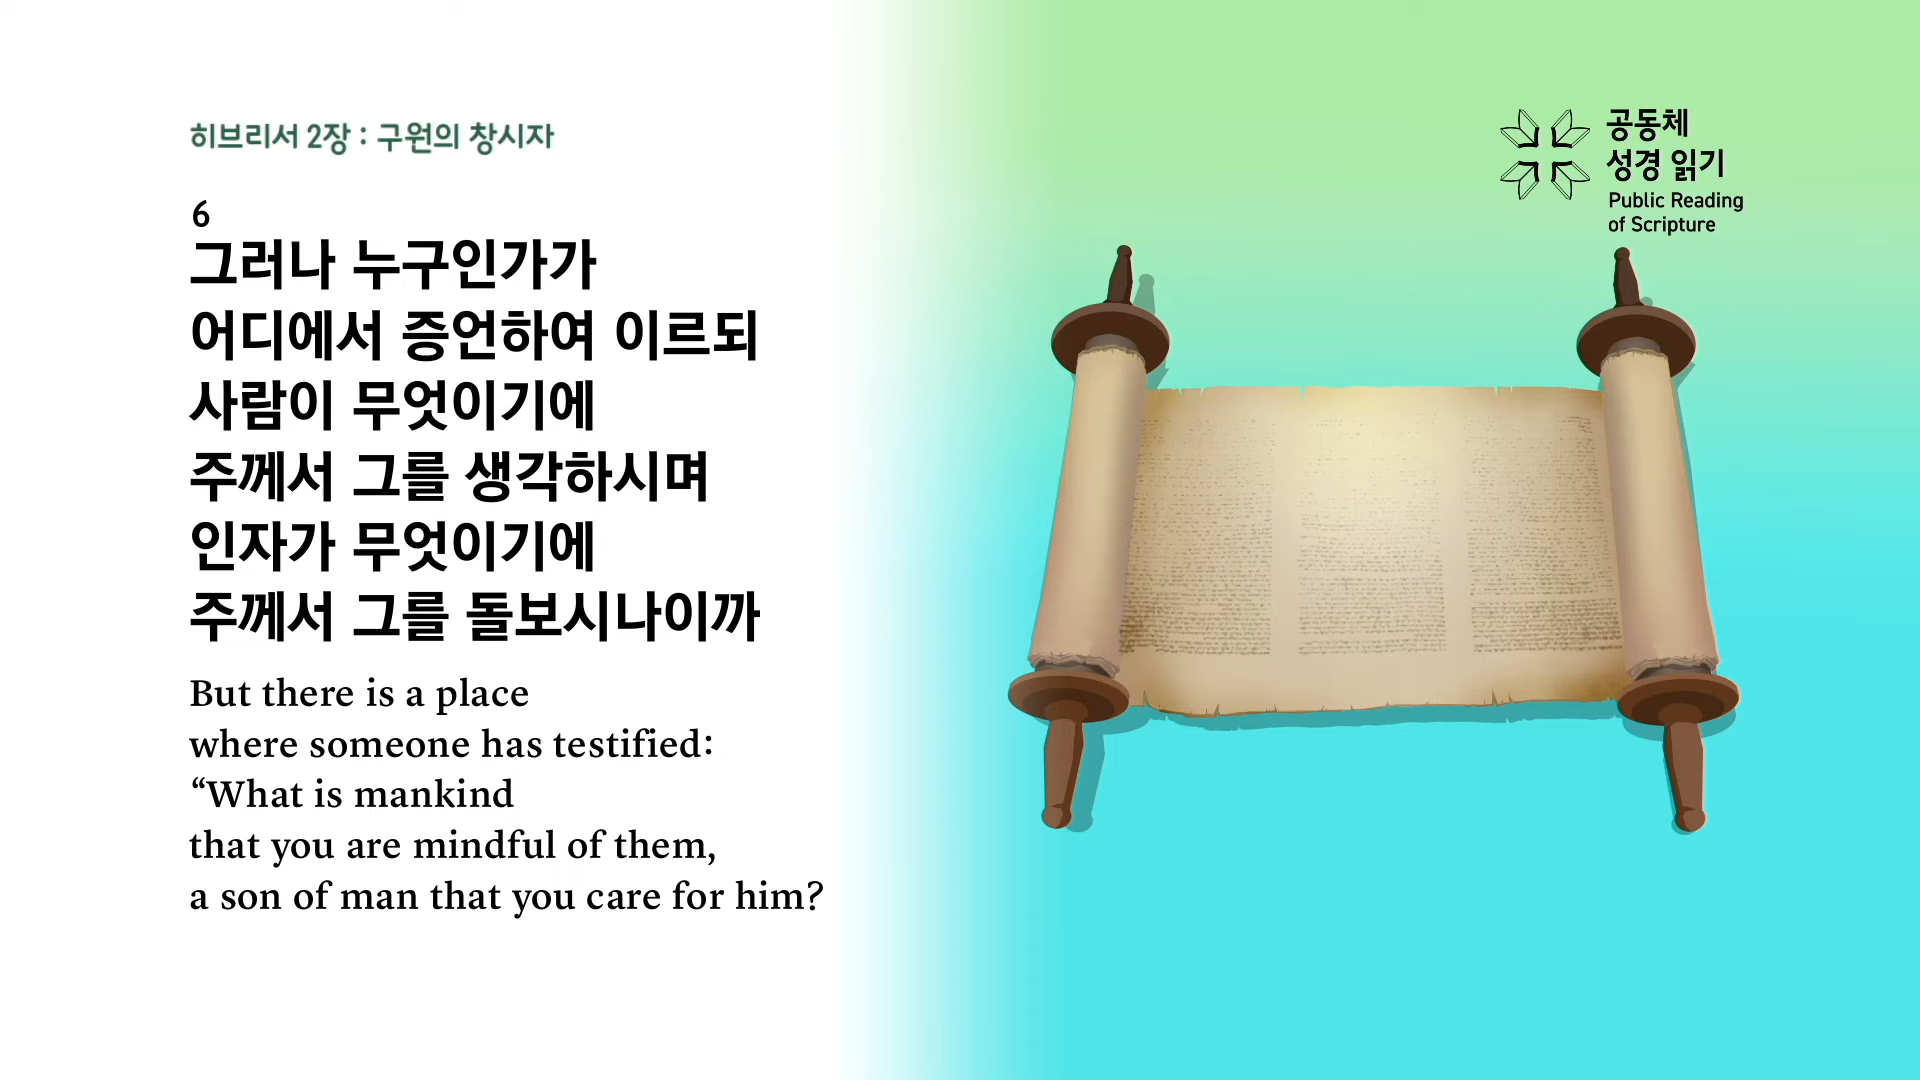 히브리서 2장 : 구원의 창시자
6
그러나 누구인가가
어디에서 증언하여 이르되
사람이 무엇이기에
주께서 그를 생각하시며
인자가 무엇이기에
주께서 그를 돌보시나이까
But there is a place
where someone has testified:
“What is mankind
that you are mindful of them,
a son of man that you care for him?
공동체
성경 읽기
Public Reading
of Scripture